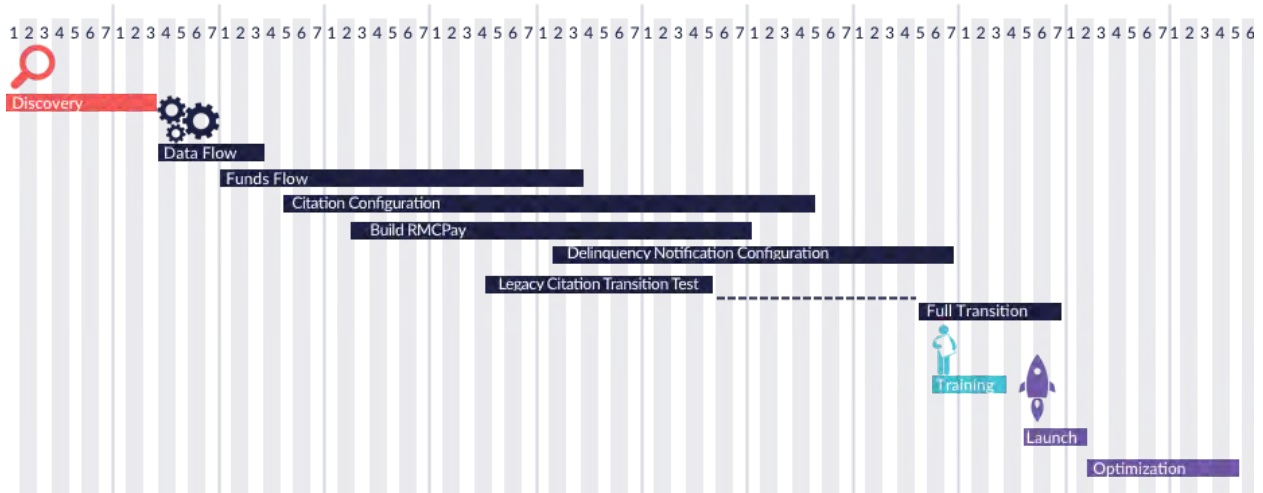 1 2 3 4 5 6 7 1 2 3 4 5 6 7 1 2 3 4 5 6 7 1 2 3 4 5 6 7 1 2 3 4 5 6 7 1 2 3 4 5 6 7 1 2 3 4 5 6 7 1 2 3 4 5 6 7 1 2 3 4 5 6 7 1 2 3 4 5 6 7 1 2 3 4 5 6 7 1 2 3 4 5 6
Discovery
Data Flow
Funds Flow
Citation Configuration
Build RMCPay
Delinquency Notification Configuration
Legacy Citation Transition Test
Full Transition
Training
Launch
Optimization